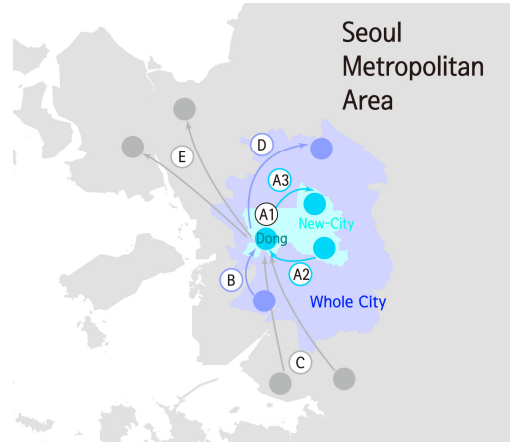 Seoul
Metropolitan
Area
D
E
A3
A1
New-City
Dong
A2
B
Whole City
C